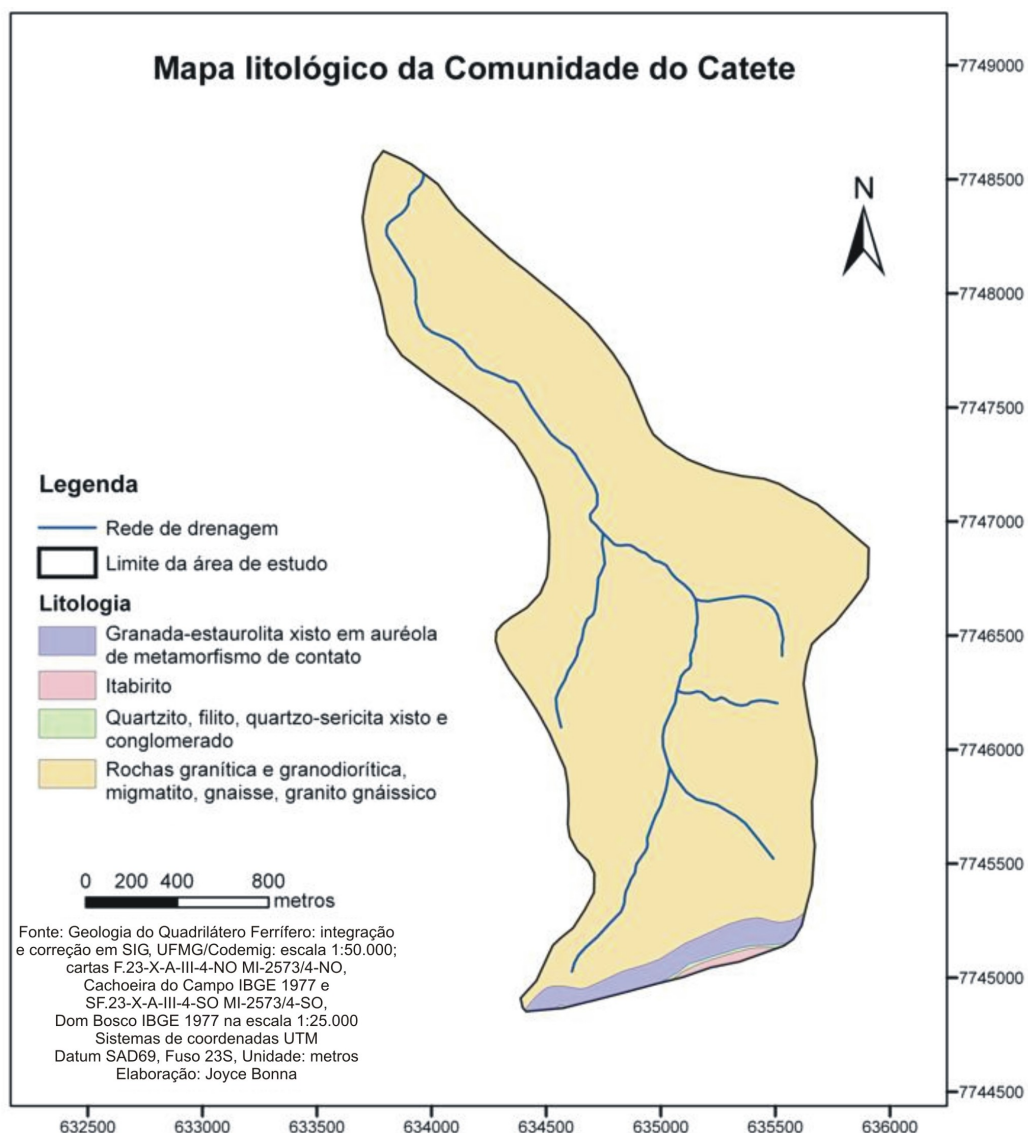 Mapa litológico da Comunidade do Catete
N
7749000
7748500
7748000
7747500
7747000
7746500
7746000
7745500
7745000
7744500
Legenda
Rede de drenagem
Limite da área de estudo
Litologia
Granada-estaurolita xisto em auréola
de metamorfismo de contato
Itabirito
Quartzito, filito, quartzo-sericita xisto e
conglomerado
Rochas granítica e granodiorítica,
migmatito, gnaisse, granito gnáissico
0 200 400 800
metros
Fonte: Geologia do Quadrilátero Ferrífero: integração
e correção em SIG, UFMG/Codemig: escala 1:50.000;
cartas F.23-X-A-III-4-NO MI-2573/4-NO,
Cachoeira do Campo IBGE 1977 e
SF.23-X-A-III-4-SO MI-2573/4-SO,
Dom Bosco IBGE 1977 na escala 1:25.000
Sistemas de coordenadas UTM
Datum SAD69, Fuso 23S, Unidade: metros
Elaboração: Joyce Bonna
632500 633000 633500 634000 634500 635000 635500 636000